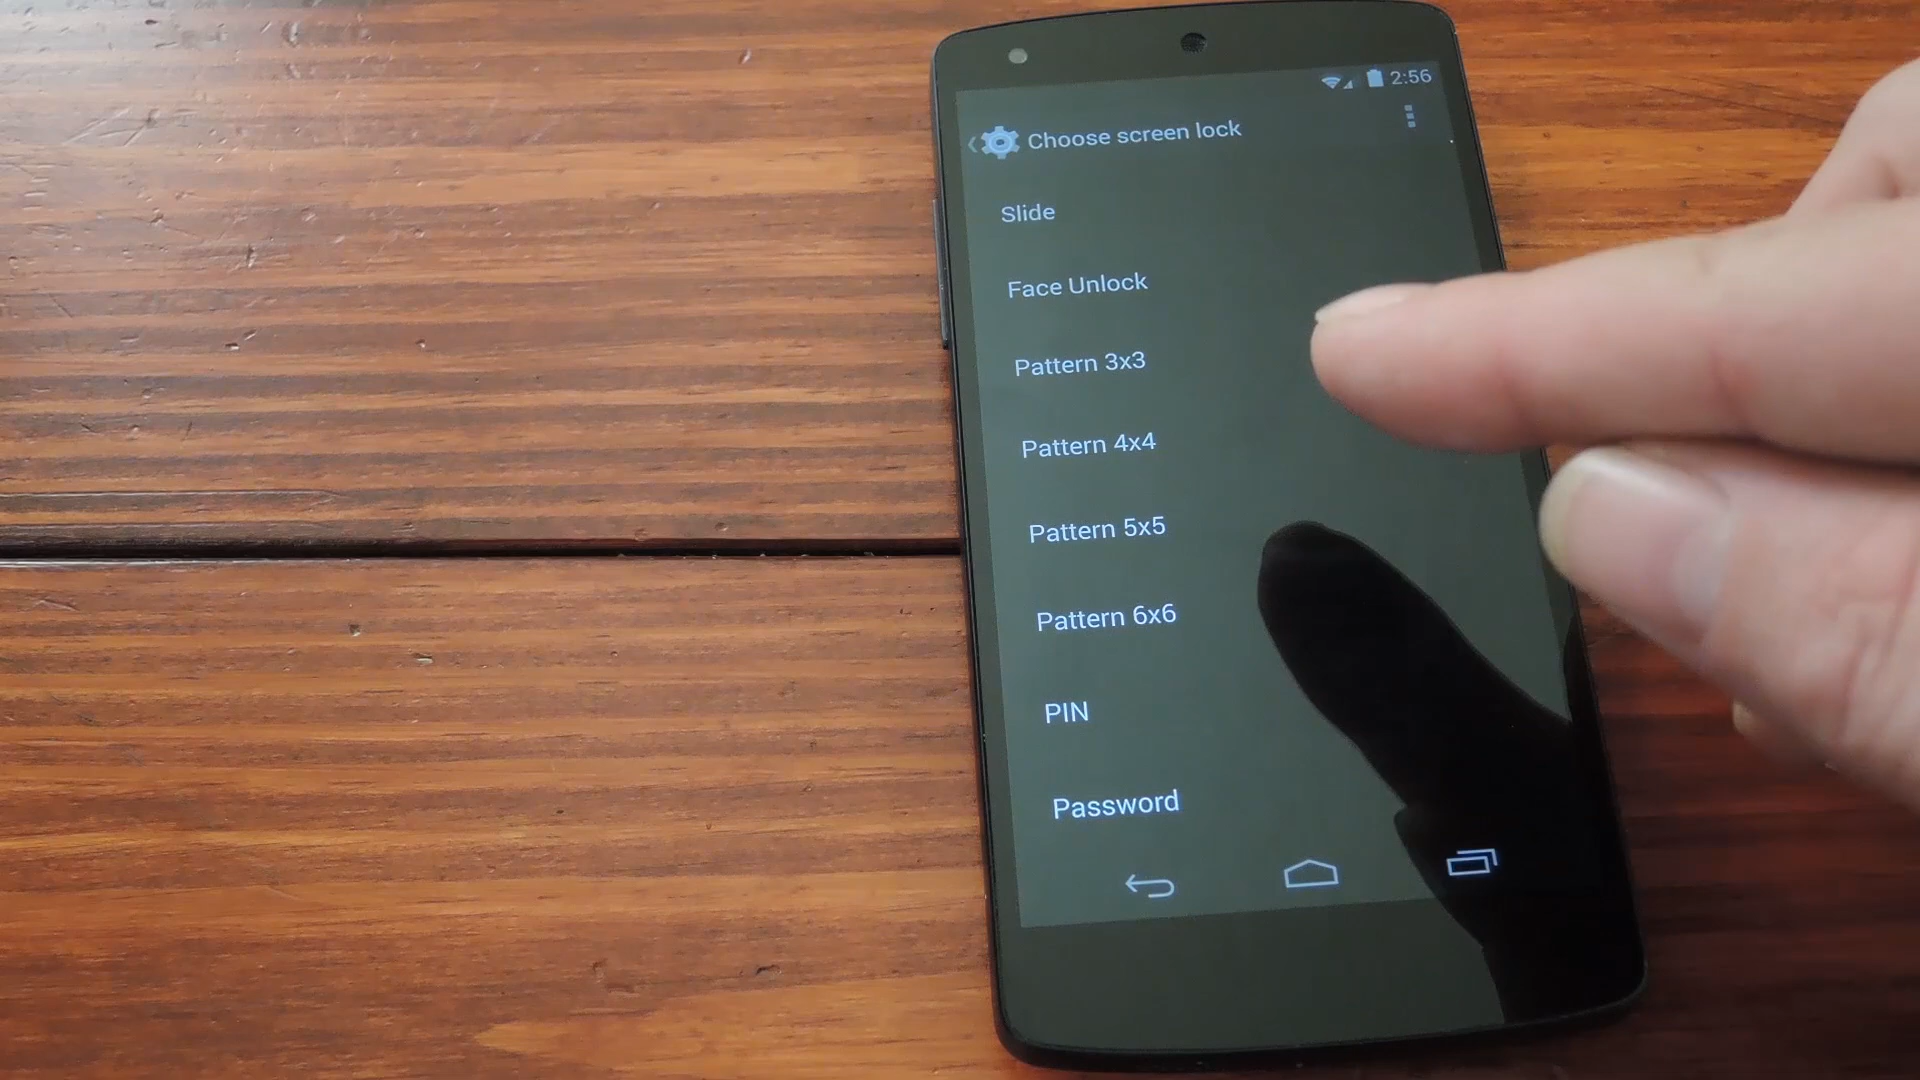 2:56
Choose screen lock
Slide
Face Unlock
Pattern 3x3
Pattern 4x4
Pattern 5x5
Pattern 6x6
PIN
Password